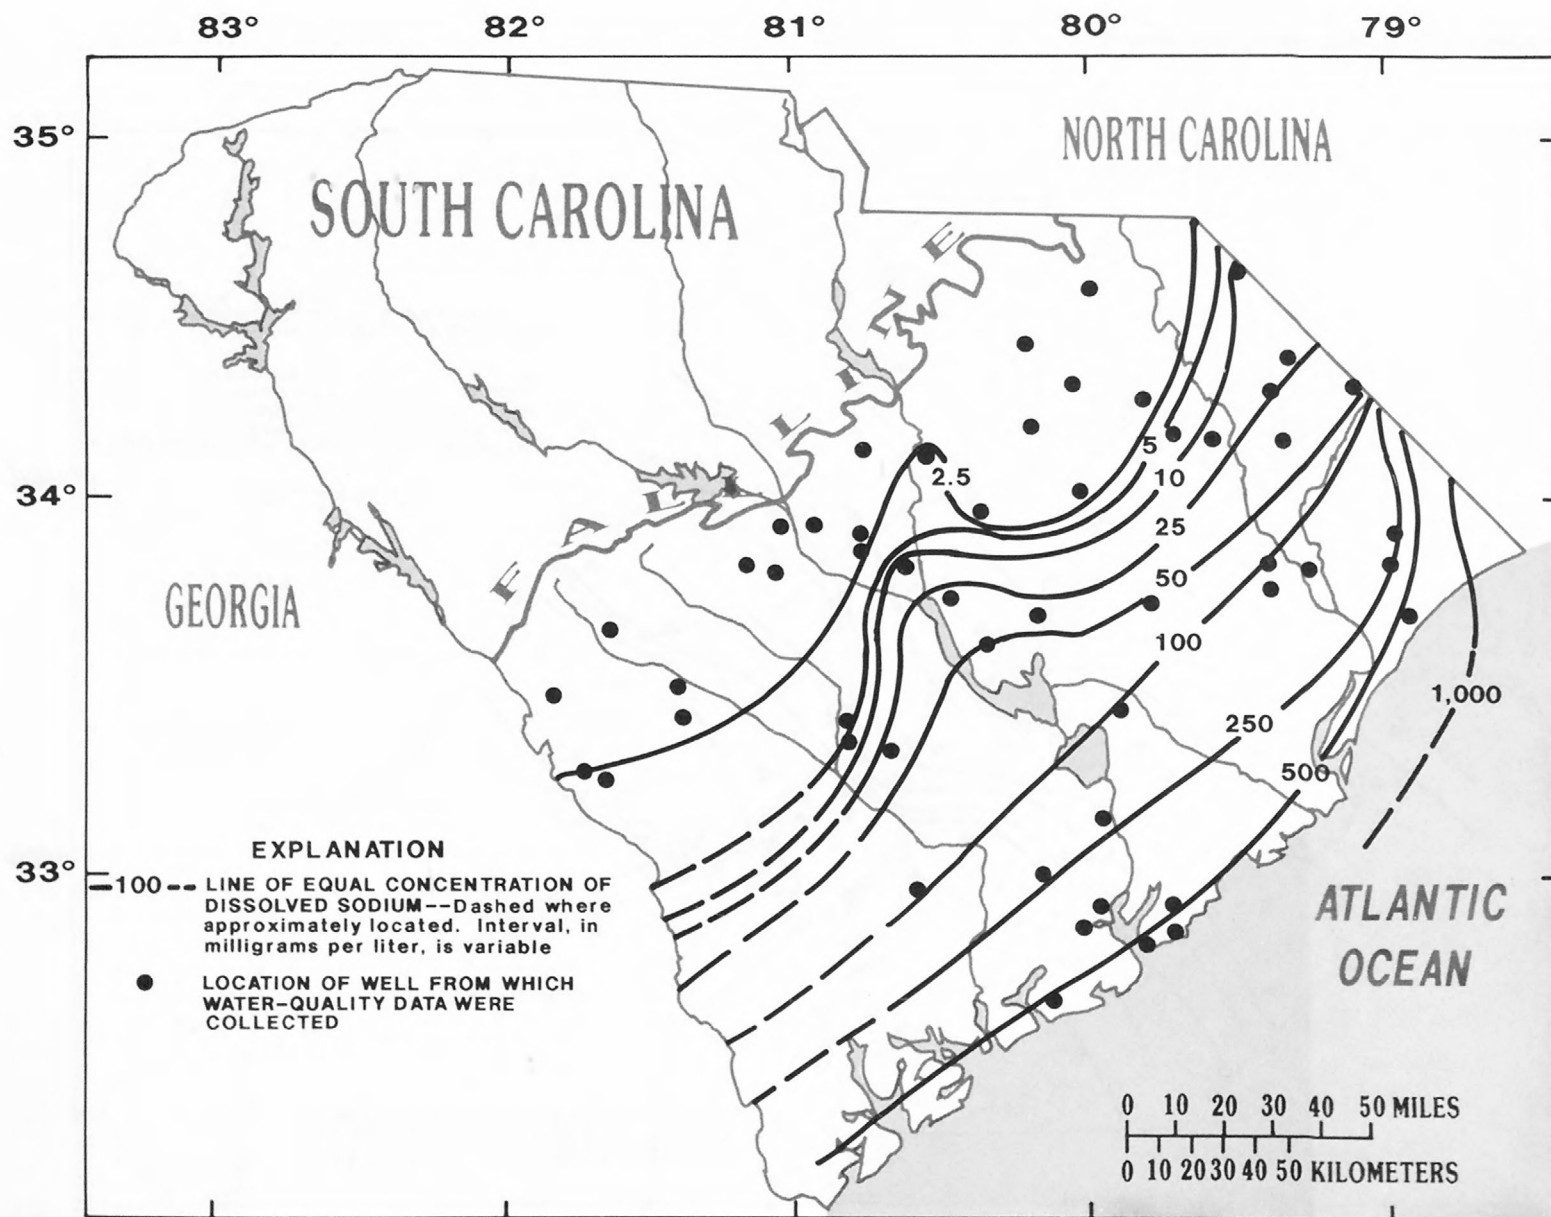 83° 82° 81° 80° 79°
35°
NORTH CAROLINA
SOUTH CAROLINA
FALL LINE
34°
2.5
5
10
25
50
100
GEORGIA
1,000
250
500
33°
EXPLANATION
—100-- LINE OF EQUAL CONCENTRATION OF
DISSOLVED SODIUM--Dashed where
approximately located. Interval, in
milligrams per liter, is variable
LOCATION OF WELL FROM WHICH
WATER-QUALITY DATA WERE
COLLECTED
ATLANTIC
OCEAN
0 10 20 30 40 50 MILES
0 10 20 30 40 50 KILOMETERS